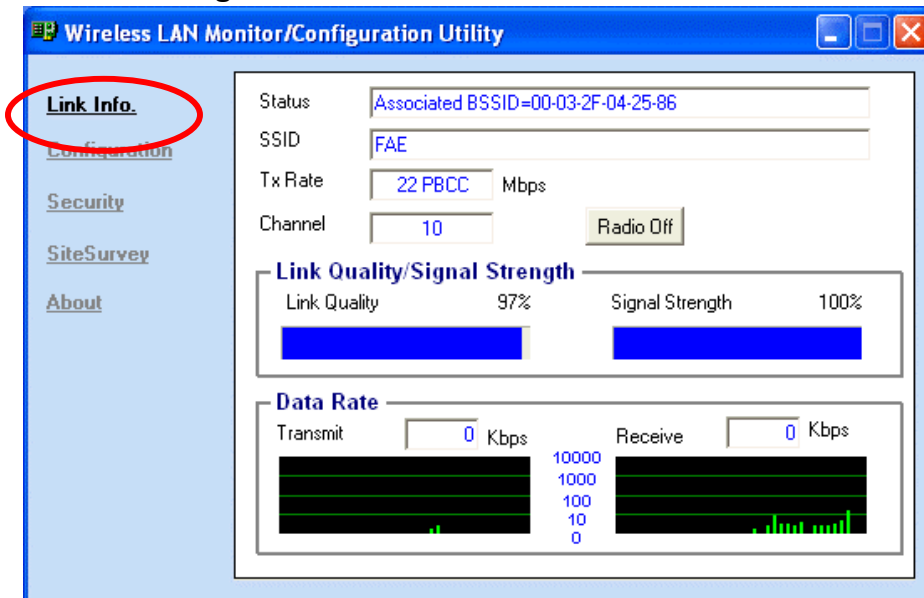 Wireless LAN Monitor/Configuration Utility
Link Info.
Configuration
Security
SiteSurvey
About
Status Associated BSSID=00-03-2F-04-25-86
SSID FAE
Tx Rate 22 PBCC Mbps
Channel 10 Radio Off
Link Quality/Signal Strength
Link Quality 97% Signal Strength 100%
Data Rate
Transmit 0 Kbps Receive 0 Kbps
10000
1000
100
10
0